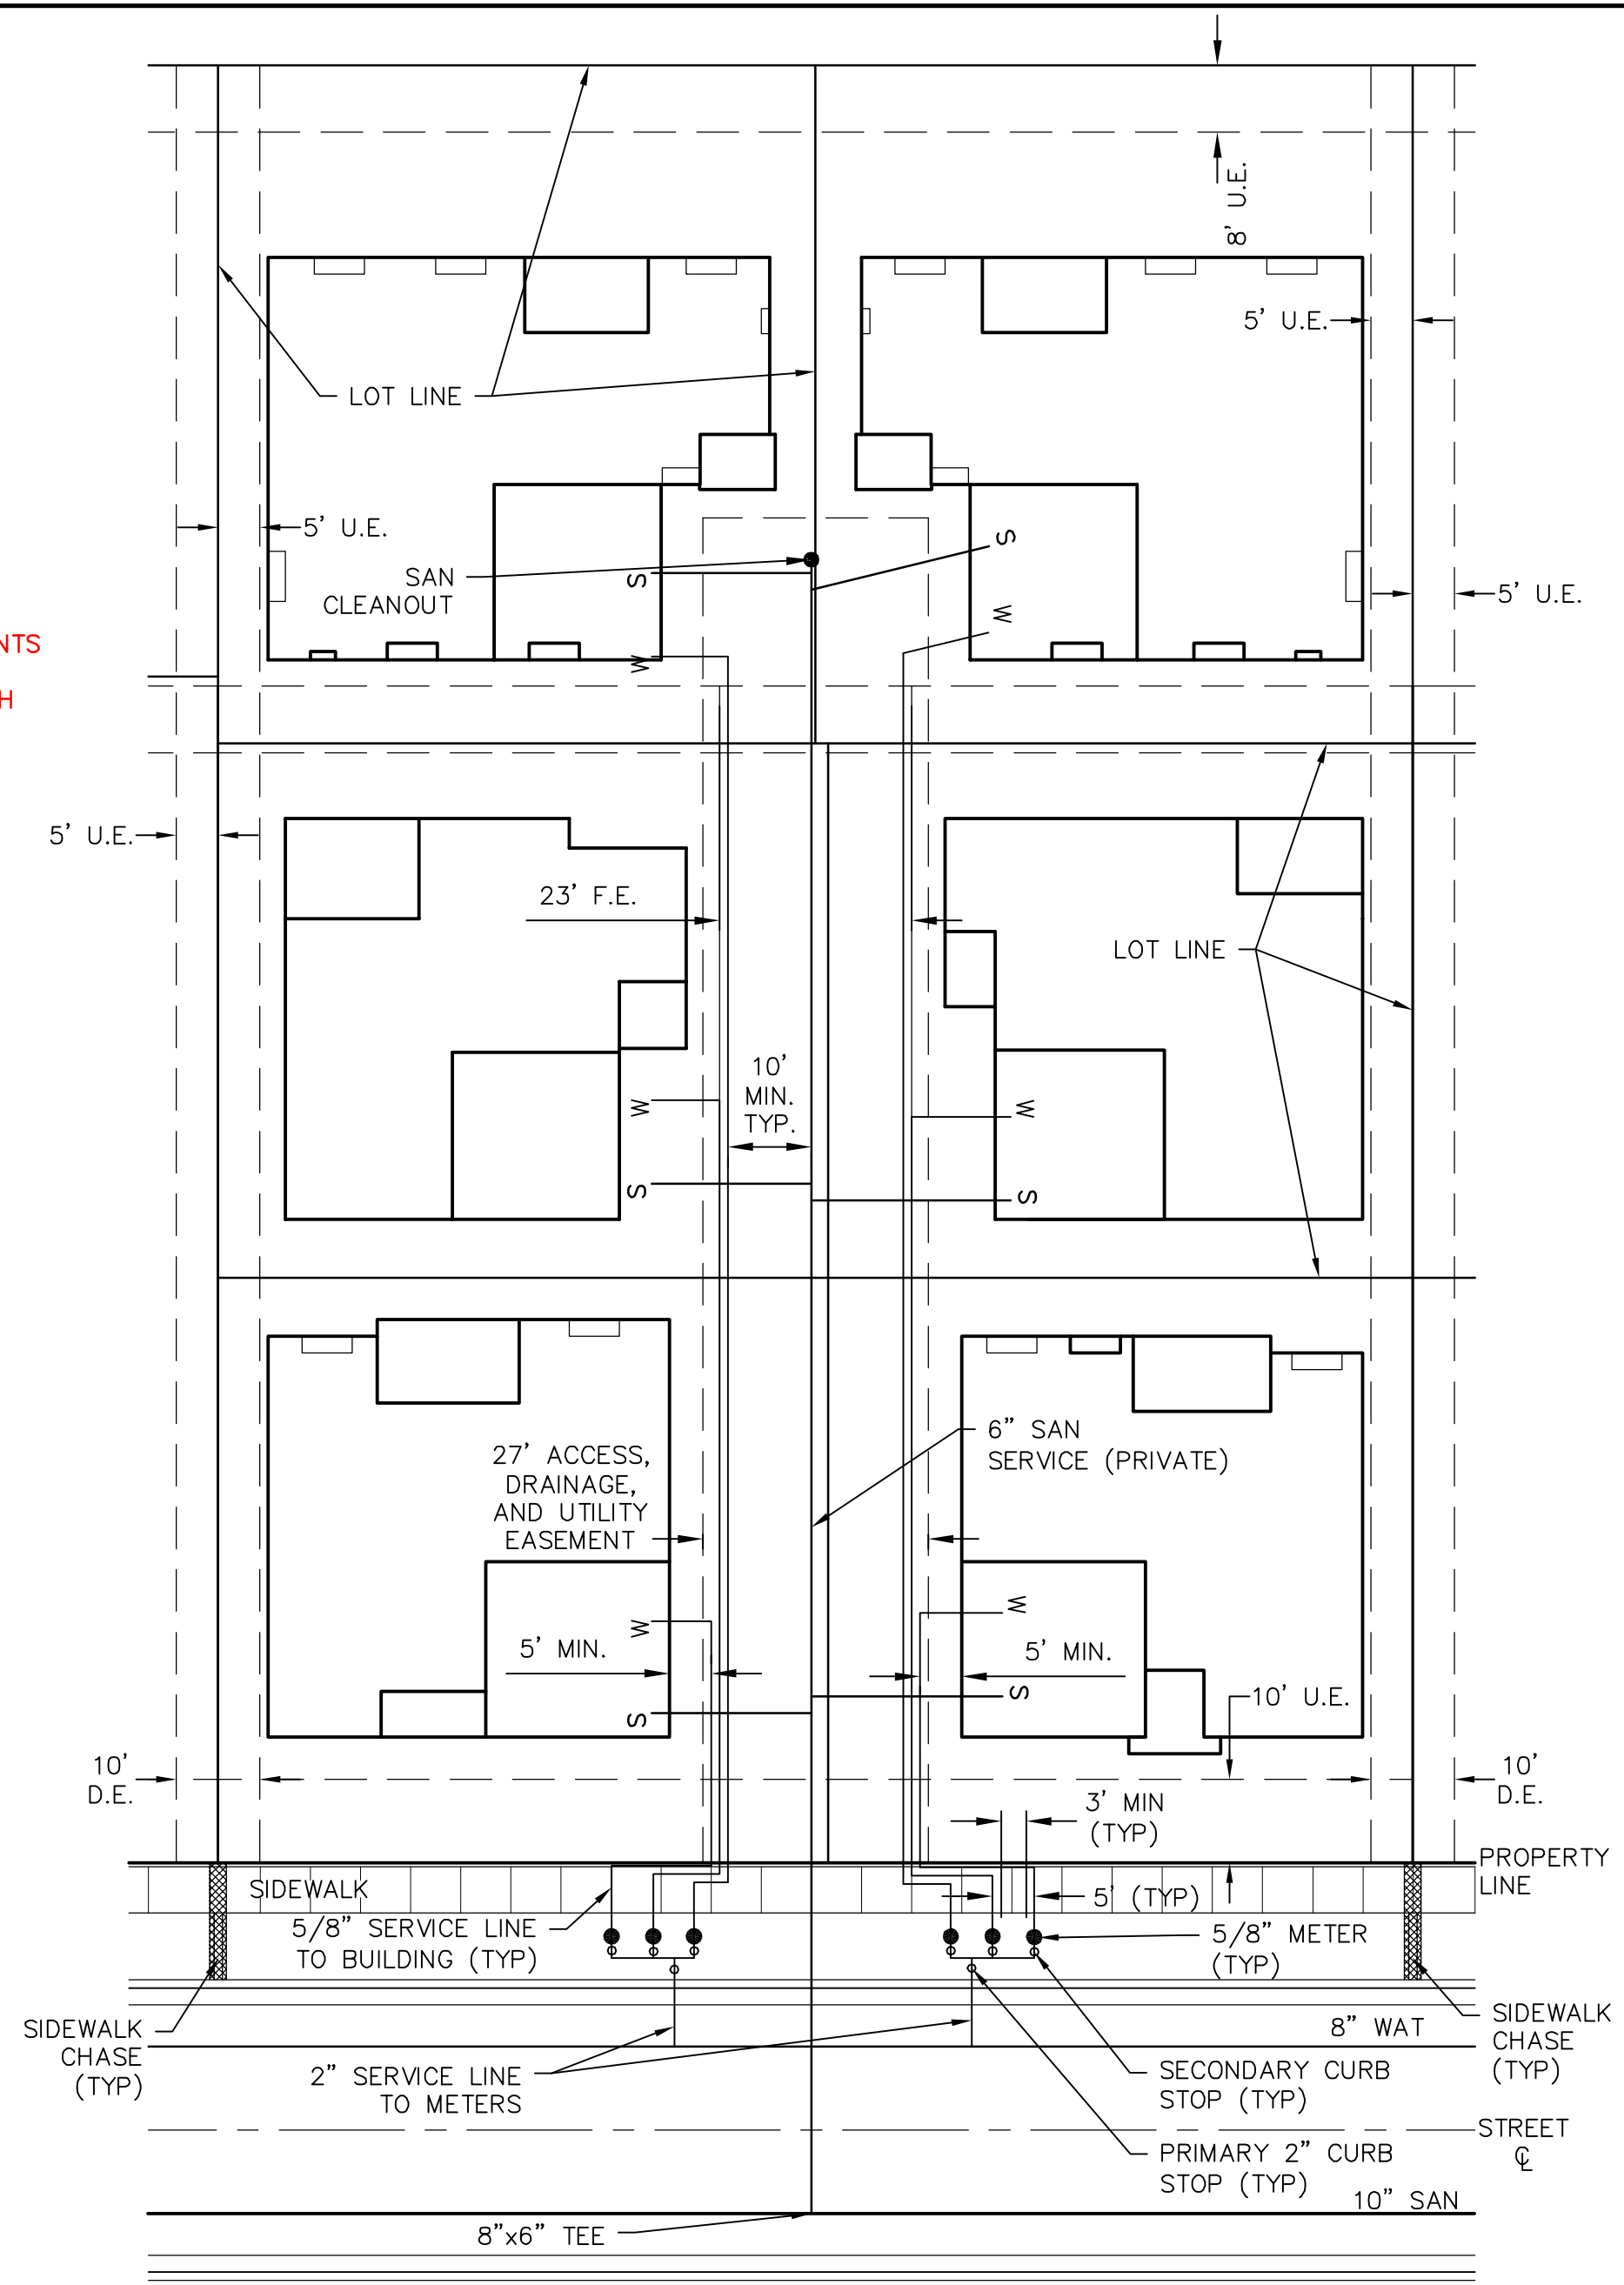 8' U.E.
5' U.E.
LOT LINE
5' U.E.
SAN
CLEANOUT
S
S
W
W
5' U.E.
NTS
H
5' U.E.
23' F.E.
LOT LINE
10'
MIN.
TYP.
W
W
S
S
6" SAN
SERVICE (PRIVATE)
27' ACCESS,
DRAINAGE,
AND UTILITY
EASEMENT
W
W
5' MIN.
5' MIN.
S
S
10' U.E.
10'
D.E.
10'
D.E.
3' MIN
(TYP)
PROPERTY
LINE
SIDEWALK
5' (TYP)
5/8" SERVICE LINE
TO BUILDING (TYP)
5/8" METER
(TYP)
SIDEWALK
CHASE
(TYP)
8" WAT
SIDEWALK
CHASE
(TYP)
2" SERVICE LINE
TO METERS
SECONDARY CURB
STOP (TYP)
STREET
℄
PRIMARY 2" CURB
STOP (TYP)
10" SAN
8"x6" TEE